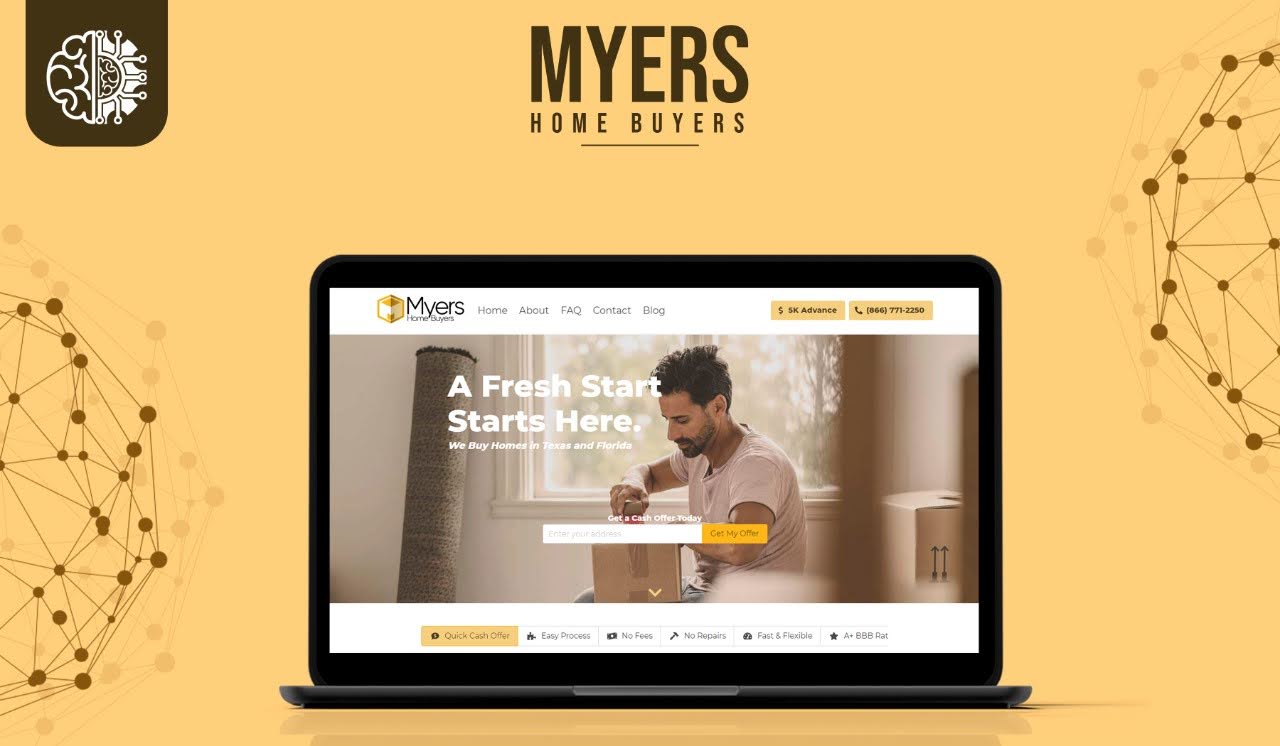 MYERS
HOME BUYERS
Myers
Home Buyers
Home About FAQ Contact Blog
$ 5K Advance
(866) 771-2250
A Fresh Start
Starts Here.
We Buy Homes in Texas and Florida
Get a Cash Offer Today
Enter your address
Get My Offer
Quick Cash Offer
Easy Process
No Fees
No Repairs
Fast & Flexible
A+ BBB Rat